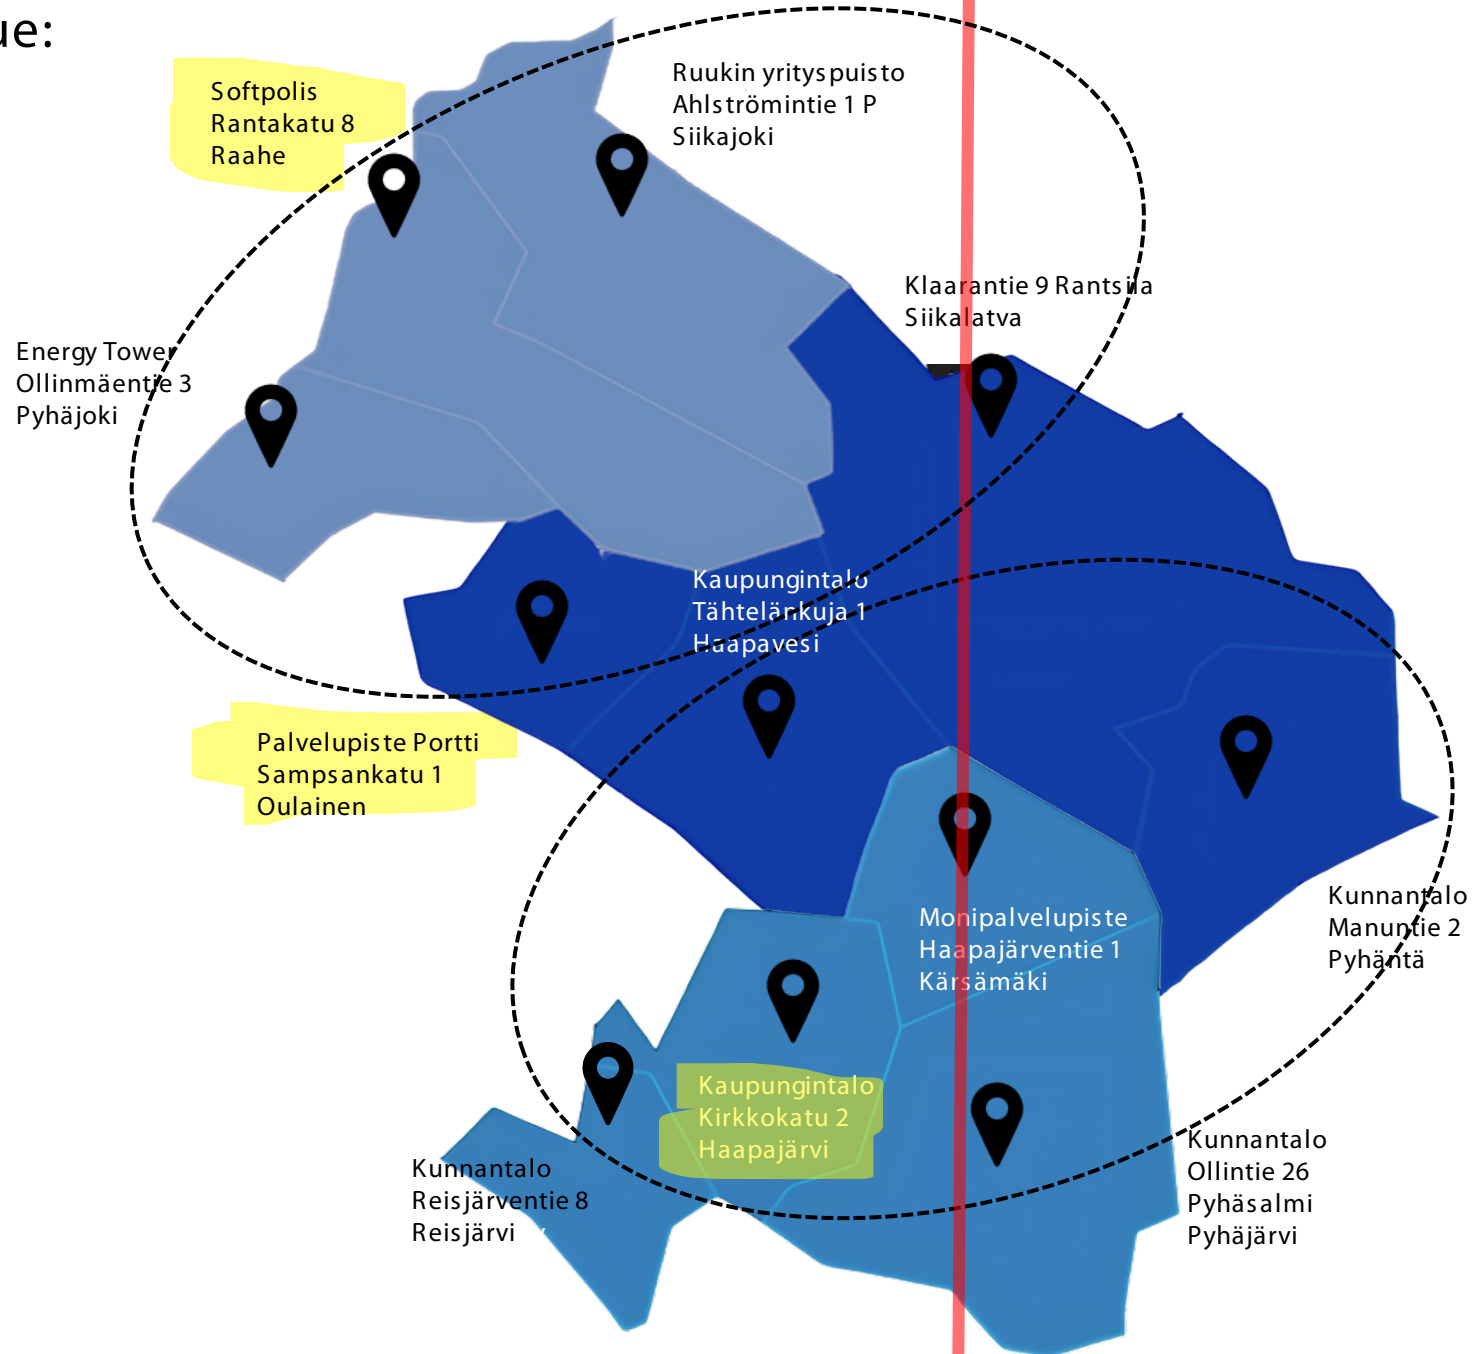 ue:
Softpolis
Rantakatu 8
Raahe
Ruukin yrityspuisto
Ahlströmintie 1 P
Siikajoki
Klaarantie 9 Rantsila
Siikalatva
Energy Tower
Ollinmäentie 3
Pyhäjoki
Kaupungintalo
Tähtelänkuja 1
Haapavesi
Palvelupiste Portti
Sampsankatu 1
Oulainen
Monipalvelupiste
Haapajärventie 1
Kärsämäki
Kunnantalo
Manuntie 2
Pyhäntä
Kaupungintalo
Kirkkokatu 2
Haapajärvi
Kunnantalo
Reisjärventie 8
Reisjärvi
Kunnantalo
Ollintie 26
Pyhäsalmi
Pyhäjärvi